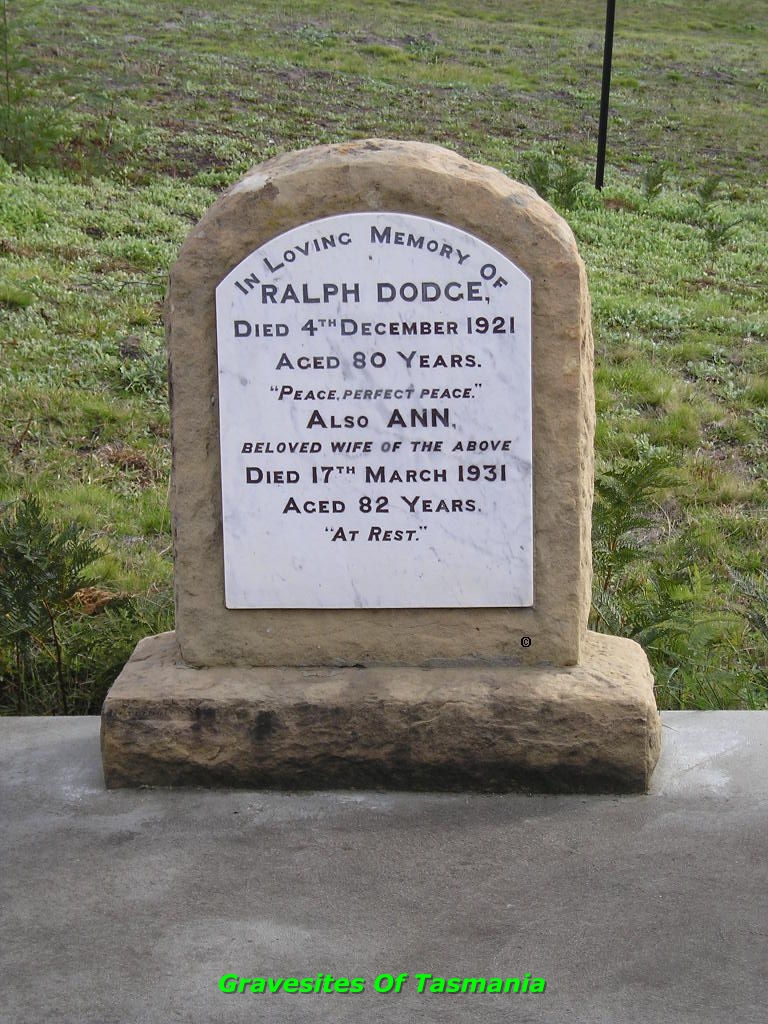 In Loving Memory Of
RALPH DODGE,
Died 4TH December 1921
Aged 80 Years.
"Peace, perfect peace."
Also ANN,
BELOVED WIFE OF THE ABOVE
Died 17TH March 1931
Aged 82 Years.
"At Rest."
©
Gravesites Of Tasmania